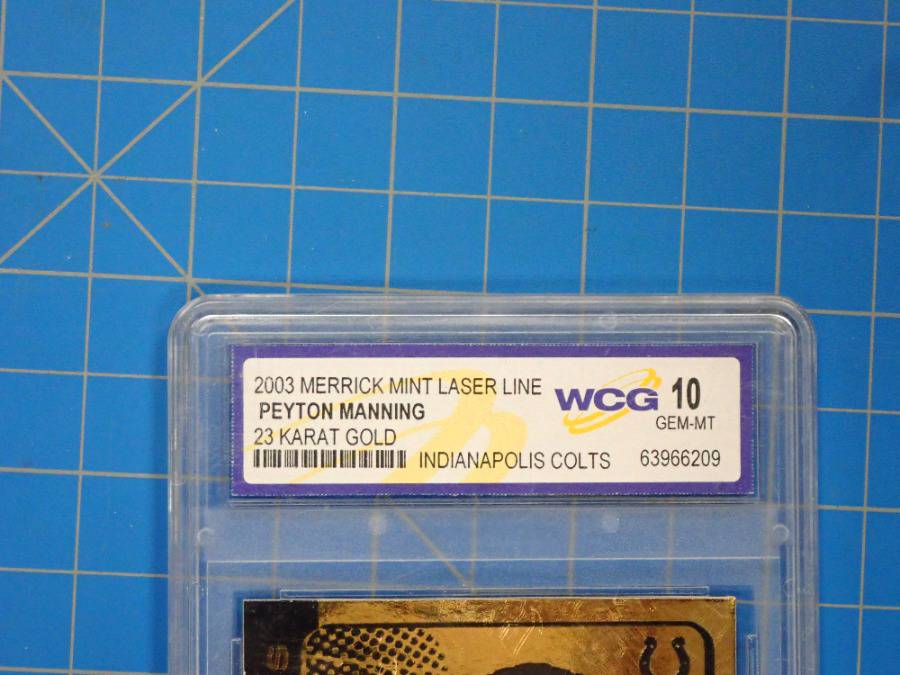 2003 MERRICK MINT LASER LINE
PEYTON MANNING
23 KARAT GOLD
INDIANAPOLIS COLTS
WCG 10
GEM-MT
63966209